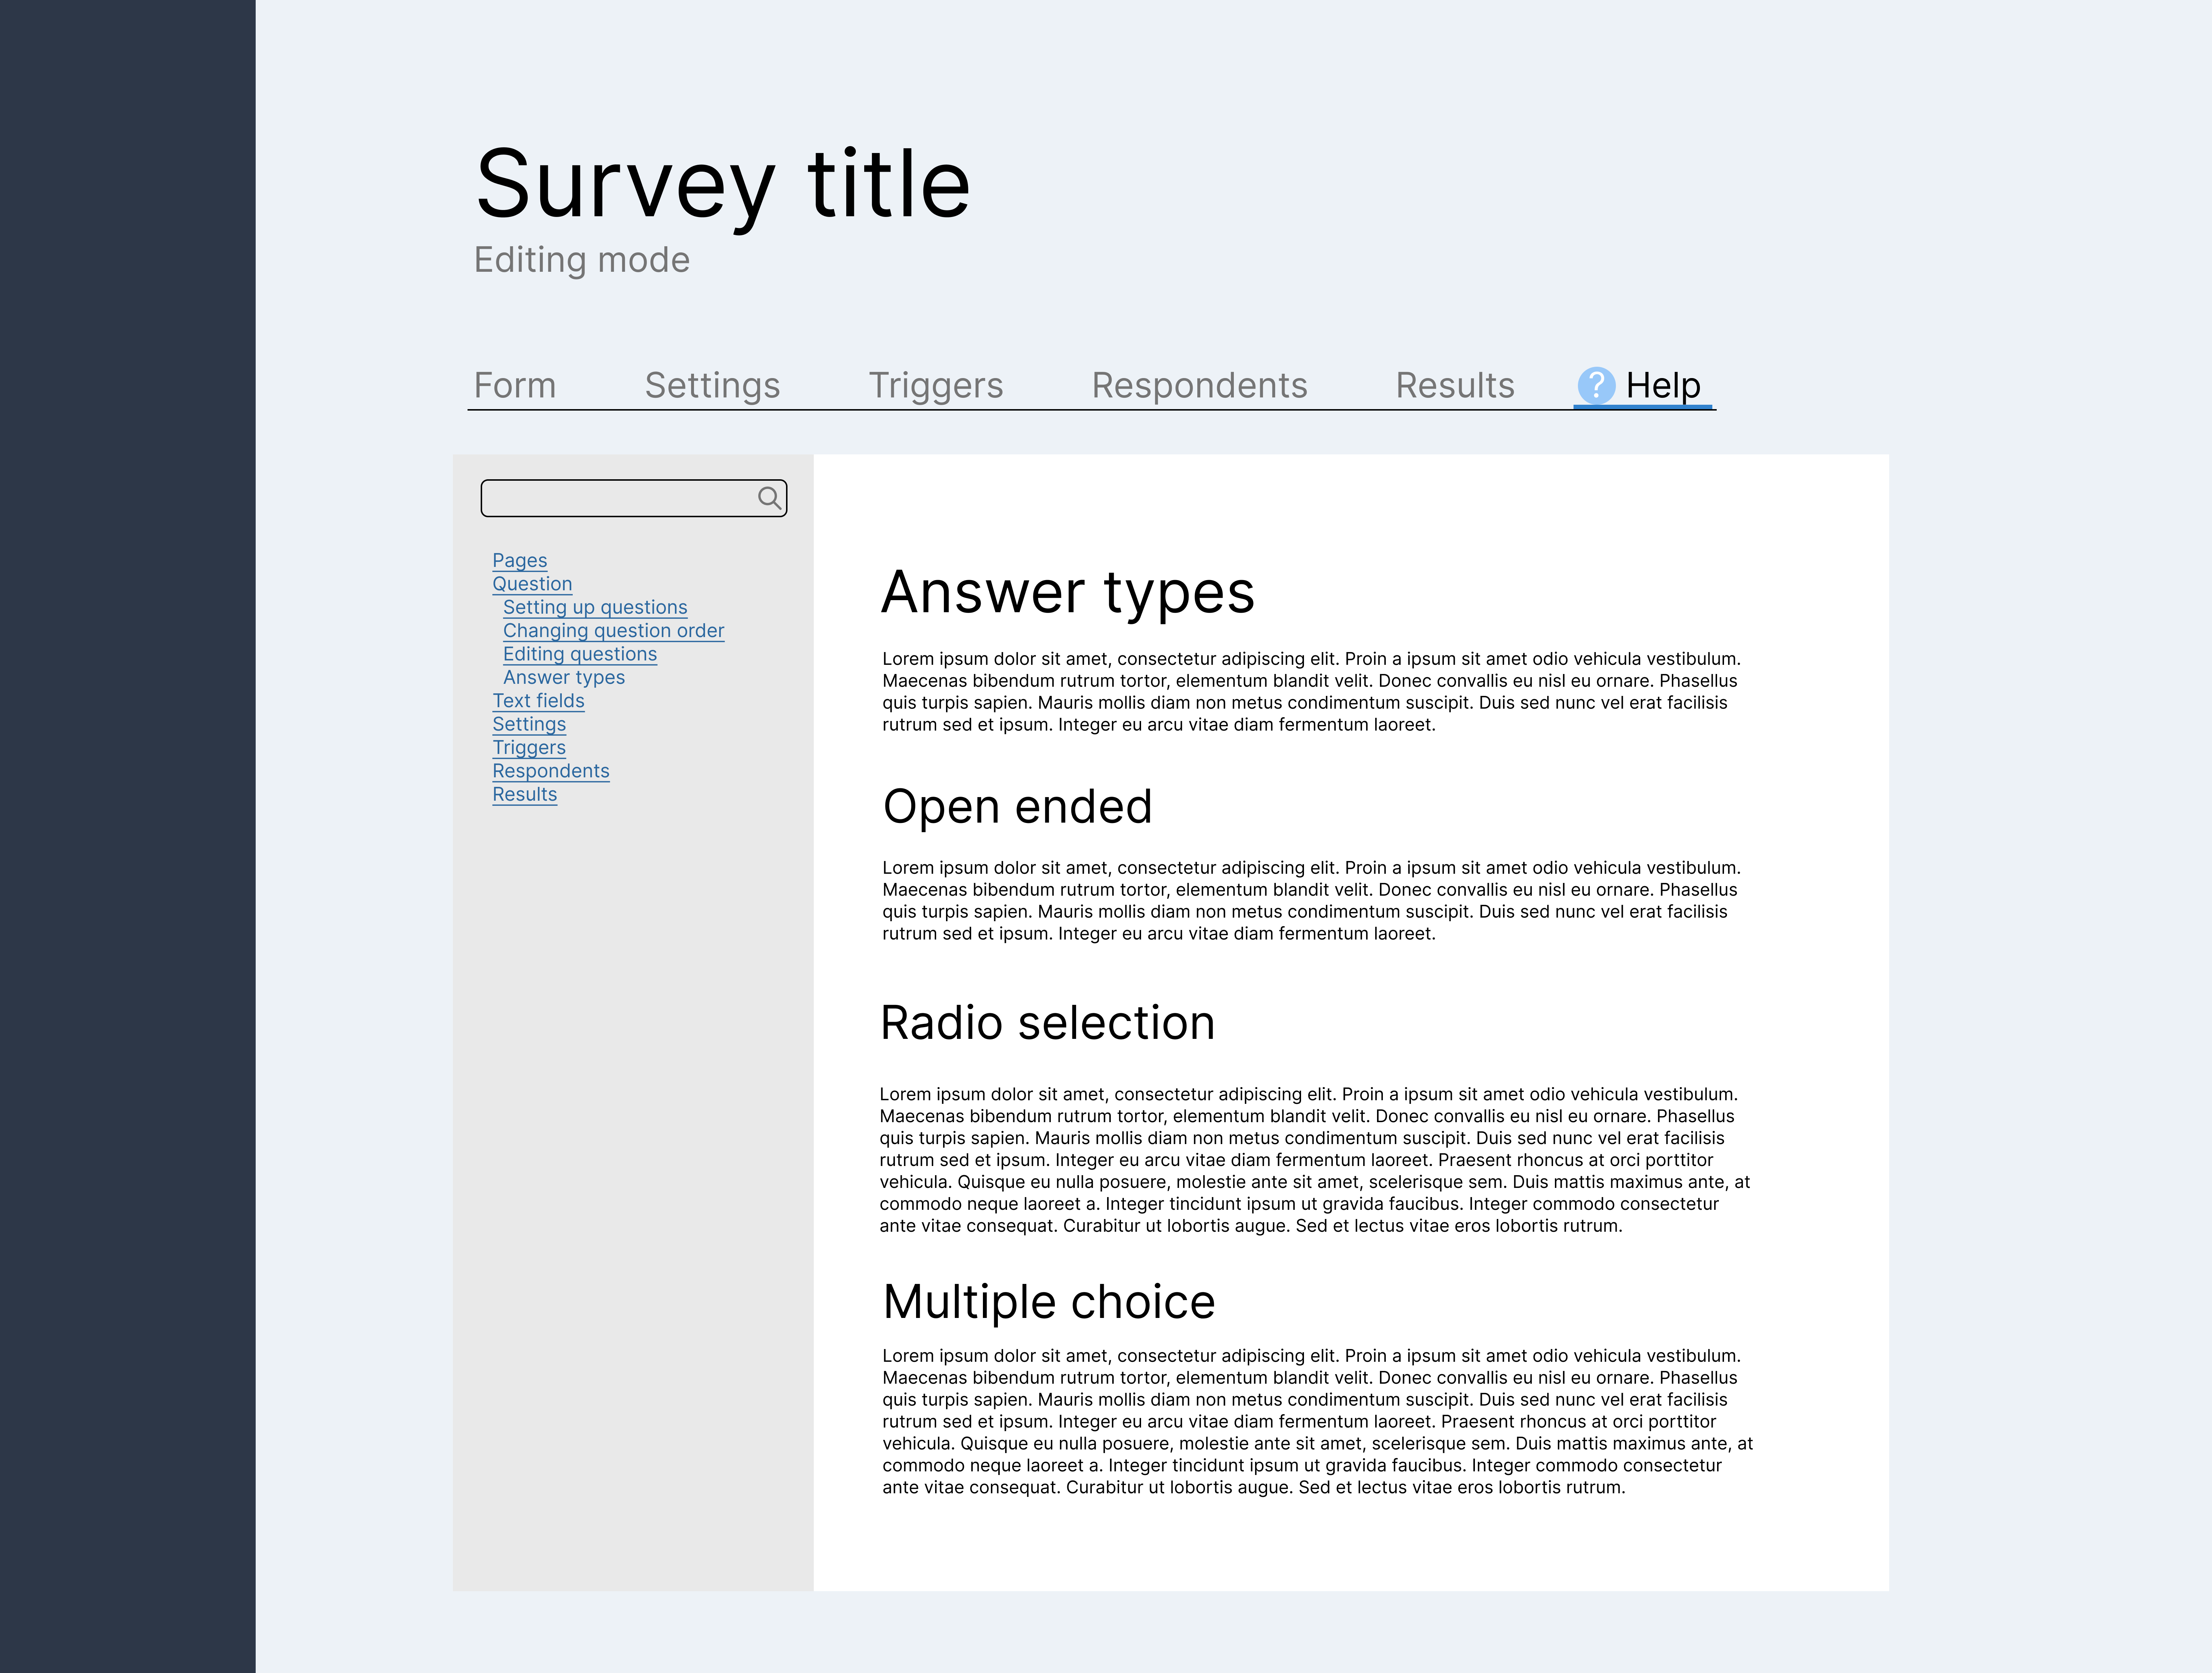 Survey title
Editing mode
Form Settings Triggers Respondents Results ? Help
Pages
Question
Setting up questions
Changing question order
Editing questions
Answer types
Text fields
Settings
Triggers
Respondents
Results
Answer types
Lorem ipsum dolor sit amet, consectetur adipiscing elit. Proin a ipsum sit amet odio vehicula vestibulum.
Maecenas bibendum rutrum tortor, elementum blandit velit. Donec convallis eu nisl eu ornare. Phasellus
quis turpis sapien. Mauris mollis diam non metus condimentum suscipit. Duis sed nunc vel erat facilisis
rutrum sed et ipsum. Integer eu arcu vitae diam fermentum laoreet.
Open ended
Lorem ipsum dolor sit amet, consectetur adipiscing elit. Proin a ipsum sit amet odio vehicula vestibulum.
Maecenas bibendum rutrum tortor, elementum blandit velit. Donec convallis eu nisl eu ornare. Phasellus
quis turpis sapien. Mauris mollis diam non metus condimentum suscipit. Duis sed nunc vel erat facilisis
rutrum sed et ipsum. Integer eu arcu vitae diam fermentum laoreet.
Radio selection
Lorem ipsum dolor sit amet, consectetur adipiscing elit. Proin a ipsum sit amet odio vehicula vestibulum.
Maecenas bibendum rutrum tortor, elementum blandit velit. Donec convallis eu nisl eu ornare. Phasellus
quis turpis sapien. Mauris mollis diam non metus condimentum suscipit. Duis sed nunc vel erat facilisis
rutrum sed et ipsum. Integer eu arcu vitae diam fermentum laoreet. Praesent rhoncus at orci porttitor
vehicula. Quisque eu nulla posuere, molestie ante sit amet, scelerisque sem. Duis mattis maximus ante, at
commodo neque laoreet a. Integer tincidunt ipsum ut gravida faucibus. Integer commodo consectetur
ante vitae consequat. Curabitur ut lobortis augue. Sed et lectus vitae eros lobortis rutrum.
Multiple choice
Lorem ipsum dolor sit amet, consectetur adipiscing elit. Proin a ipsum sit amet odio vehicula vestibulum.
Maecenas bibendum rutrum tortor, elementum blandit velit. Donec convallis eu nisl eu ornare. Phasellus
quis turpis sapien. Mauris mollis diam non metus condimentum suscipit. Duis sed nunc vel erat facilisis
rutrum sed et ipsum. Integer eu arcu vitae diam fermentum laoreet. Praesent rhoncus at orci porttitor
vehicula. Quisque eu nulla posuere, molestie ante sit amet, scelerisque sem. Duis mattis maximus ante, at
commodo neque laoreet a. Integer tincidunt ipsum ut gravida faucibus. Integer commodo consectetur
ante vitae consequat. Curabitur ut lobortis augue. Sed et lectus vitae eros lobortis rutrum.